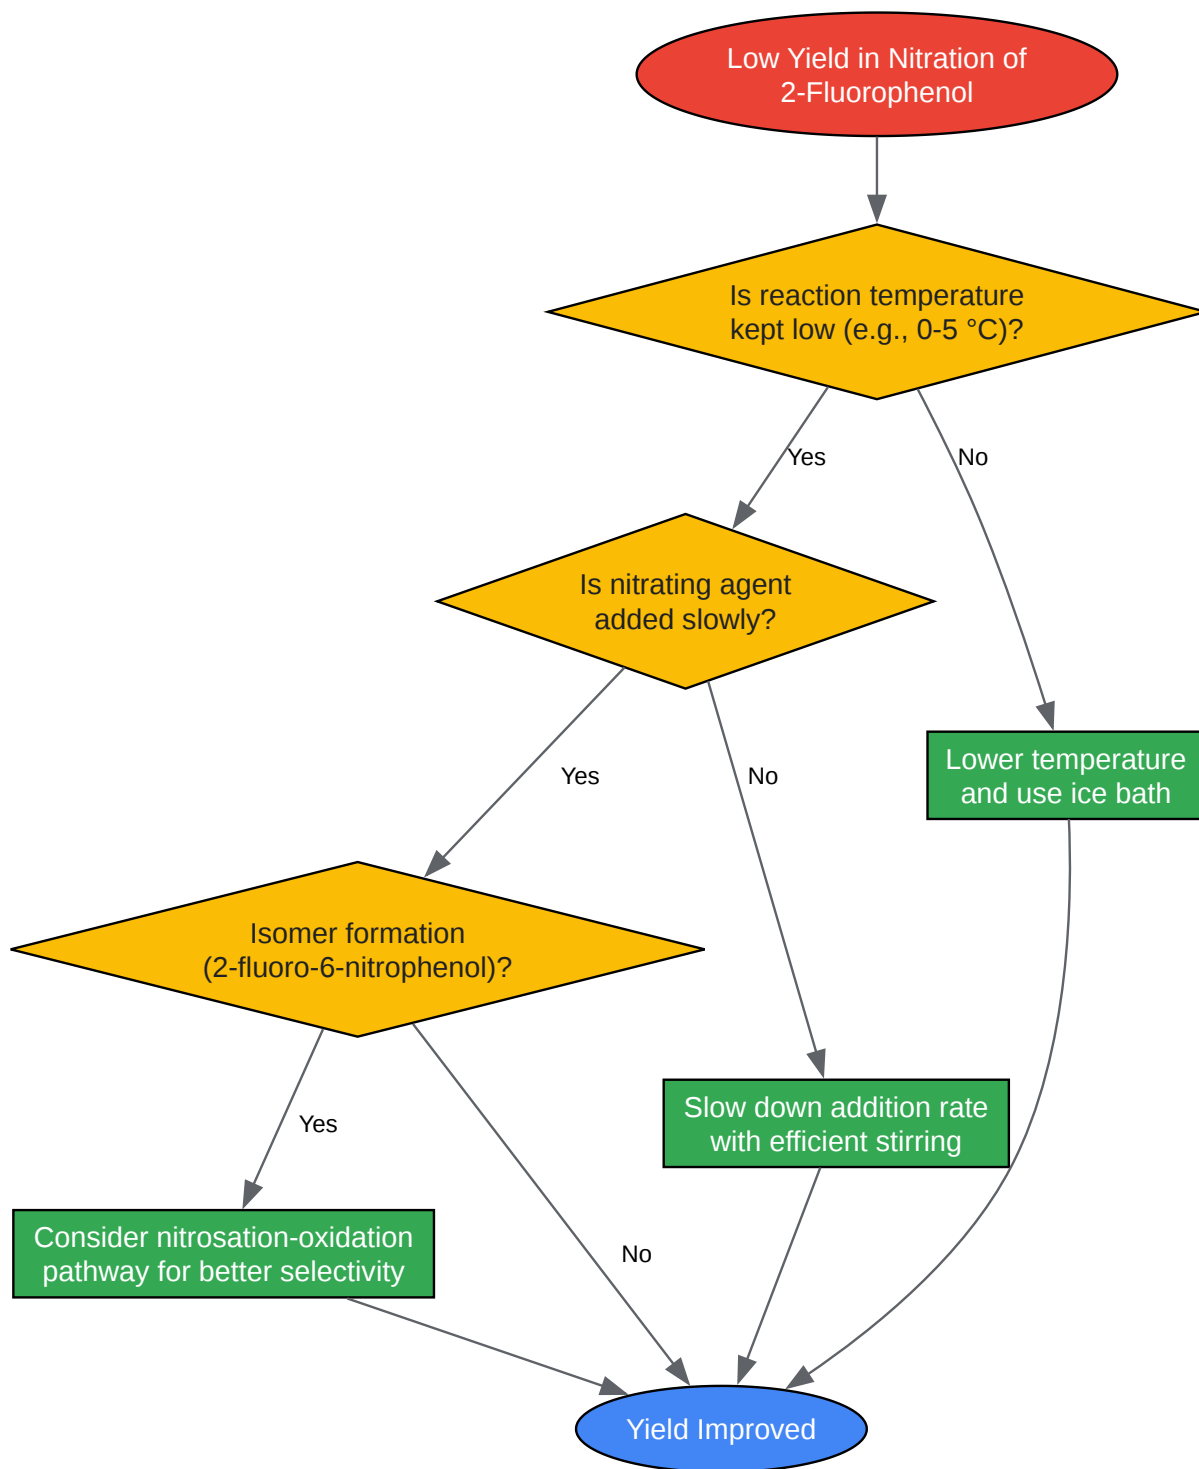 Low Yield in Nitration of
2-Fluorophenol
Is reaction temperature
kept low (e.g., 0-5 °C)?
Yes
No
Is nitrating agent
added slowly?
Lower temperature
and use ice bath
Yes
No
Isomer formation
(2-fluoro-6-nitrophenol)?
Slow down addition rate
with efficient stirring
Yes
Consider nitrosation-oxidation
pathway for better selectivity
No
Yield Improved